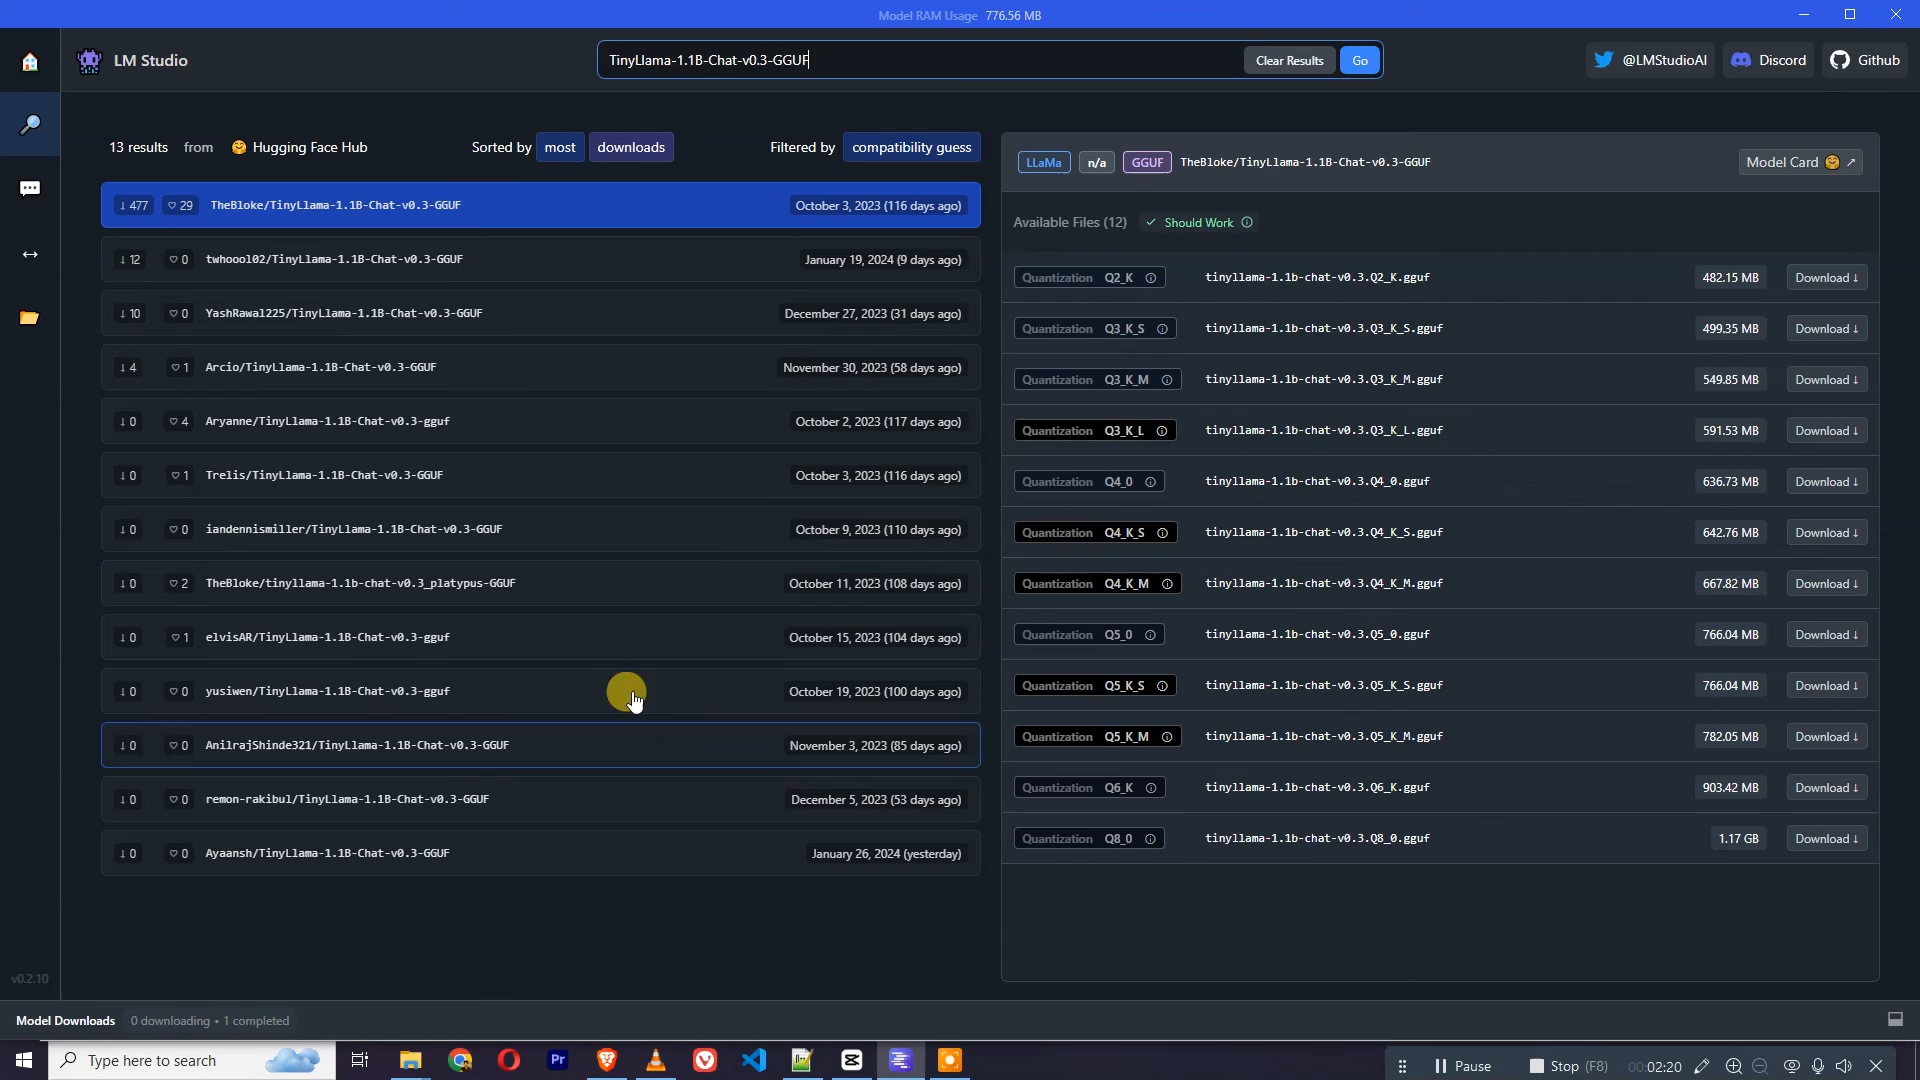 Model RAM Usage 776.56 MB
LM Studio
TinyLlama-1.1B-Chat-v0.3-GGUF
Clear Results
Go
@LMStudioAI
Discord
Github
13 results from Hugging Face Hub
Sorted by most downloads
Filtered by compatibility guess
↓ 477 ♡ 29 TheBloke/TinyLlama-1.1B-Chat-v0.3-GGUF October 3, 2023 (116 days ago)
↓ 12 ♡ 0 twhoool02/TinyLlama-1.1B-Chat-v0.3-GGUF January 19, 2024 (9 days ago)
↓ 10 ♡ 0 YashRawal225/TinyLlama-1.1B-Chat-v0.3-GGUF December 27, 2023 (31 days ago)
↓ 4 ♡ 1 Arcio/TinyLlama-1.1B-Chat-v0.3-GGUF November 30, 2023 (58 days ago)
↓ 0 ♡ 4 Aryanne/TinyLlama-1.1B-Chat-v0.3-gguf October 2, 2023 (117 days ago)
↓ 0 ♡ 1 Trelis/TinyLlama-1.1B-Chat-v0.3-GGUF October 3, 2023 (116 days ago)
↓ 0 ♡ 0 iandennismiller/TinyLlama-1.1B-Chat-v0.3-GGUF October 9, 2023 (110 days ago)
↓ 0 ♡ 2 TheBloke/tinyllama-1.1b-chat-v0.3_platypus-GGUF October 11, 2023 (108 days ago)
↓ 0 ♡ 1 elvisAR/TinyLlama-1.1B-Chat-v0.3-gguf October 15, 2023 (104 days ago)
↓ 0 ♡ 0 yusiwen/TinyLlama-1.1B-Chat-v0.3-gguf October 19, 2023 (100 days ago)
↓ 0 ♡ 0 AnilrajShinde321/TinyLlama-1.1B-Chat-v0.3-GGUF November 3, 2023 (85 days ago)
↓ 0 ♡ 0 remon-rakibul/TinyLlama-1.1B-Chat-v0.3-GGUF December 5, 2023 (53 days ago)
↓ 0 ♡ 0 Ayaansh/TinyLlama-1.1B-Chat-v0.3-GGUF January 26, 2024 (yesterday)
LLaMa n/a GGUF TheBloke/TinyLlama-1.1B-Chat-v0.3-GGUF Model Card ↗
Available Files (12) ✓ Should Work
Quantization Q2_K tinyllama-1.1b-chat-v0.3.Q2_K.gguf 482.15 MB Download ↓
Quantization Q3_K_S tinyllama-1.1b-chat-v0.3.Q3_K_S.gguf 499.35 MB Download ↓
Quantization Q3_K_M tinyllama-1.1b-chat-v0.3.Q3_K_M.gguf 549.85 MB Download ↓
Quantization Q3_K_L tinyllama-1.1b-chat-v0.3.Q3_K_L.gguf 591.53 MB Download ↓
Quantization Q4_0 tinyllama-1.1b-chat-v0.3.Q4_0.gguf 636.73 MB Download ↓
Quantization Q4_K_S tinyllama-1.1b-chat-v0.3.Q4_K_S.gguf 642.76 MB Download ↓
Quantization Q4_K_M tinyllama-1.1b-chat-v0.3.Q4_K_M.gguf 667.82 MB Download ↓
Quantization Q5_0 tinyllama-1.1b-chat-v0.3.Q5_0.gguf 766.04 MB Download ↓
Quantization Q5_K_S tinyllama-1.1b-chat-v0.3.Q5_K_S.gguf 766.04 MB Download ↓
Quantization Q5_K_M tinyllama-1.1b-chat-v0.3.Q5_K_M.gguf 782.05 MB Download ↓
Quantization Q6_K tinyllama-1.1b-chat-v0.3.Q6_K.gguf 903.42 MB Download ↓
Quantization Q8_0 tinyllama-1.1b-chat-v0.3.Q8_0.gguf 1.17 GB Download ↓
v0.2.10
Model Downloads 0 downloading • 1 completed
Type here to search
Pr
Pause
Stop (F8)
00:02:20